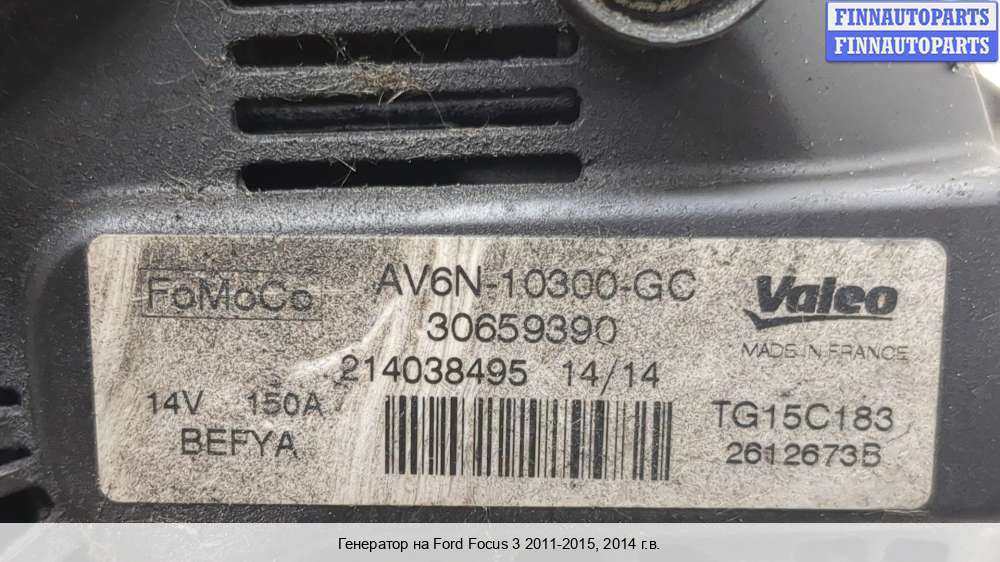 FINNAUTOPARTS
FINNAUTOPARTS
FoMoCo
AV6N-10300-GC
30659390
214038495 14/14
14V 150A
BEFYA
Valeo
MADE IN FRANCE
TG15C183
2612673B
Генератор на Ford Focus 3 2011-2015, 2014 г.в.